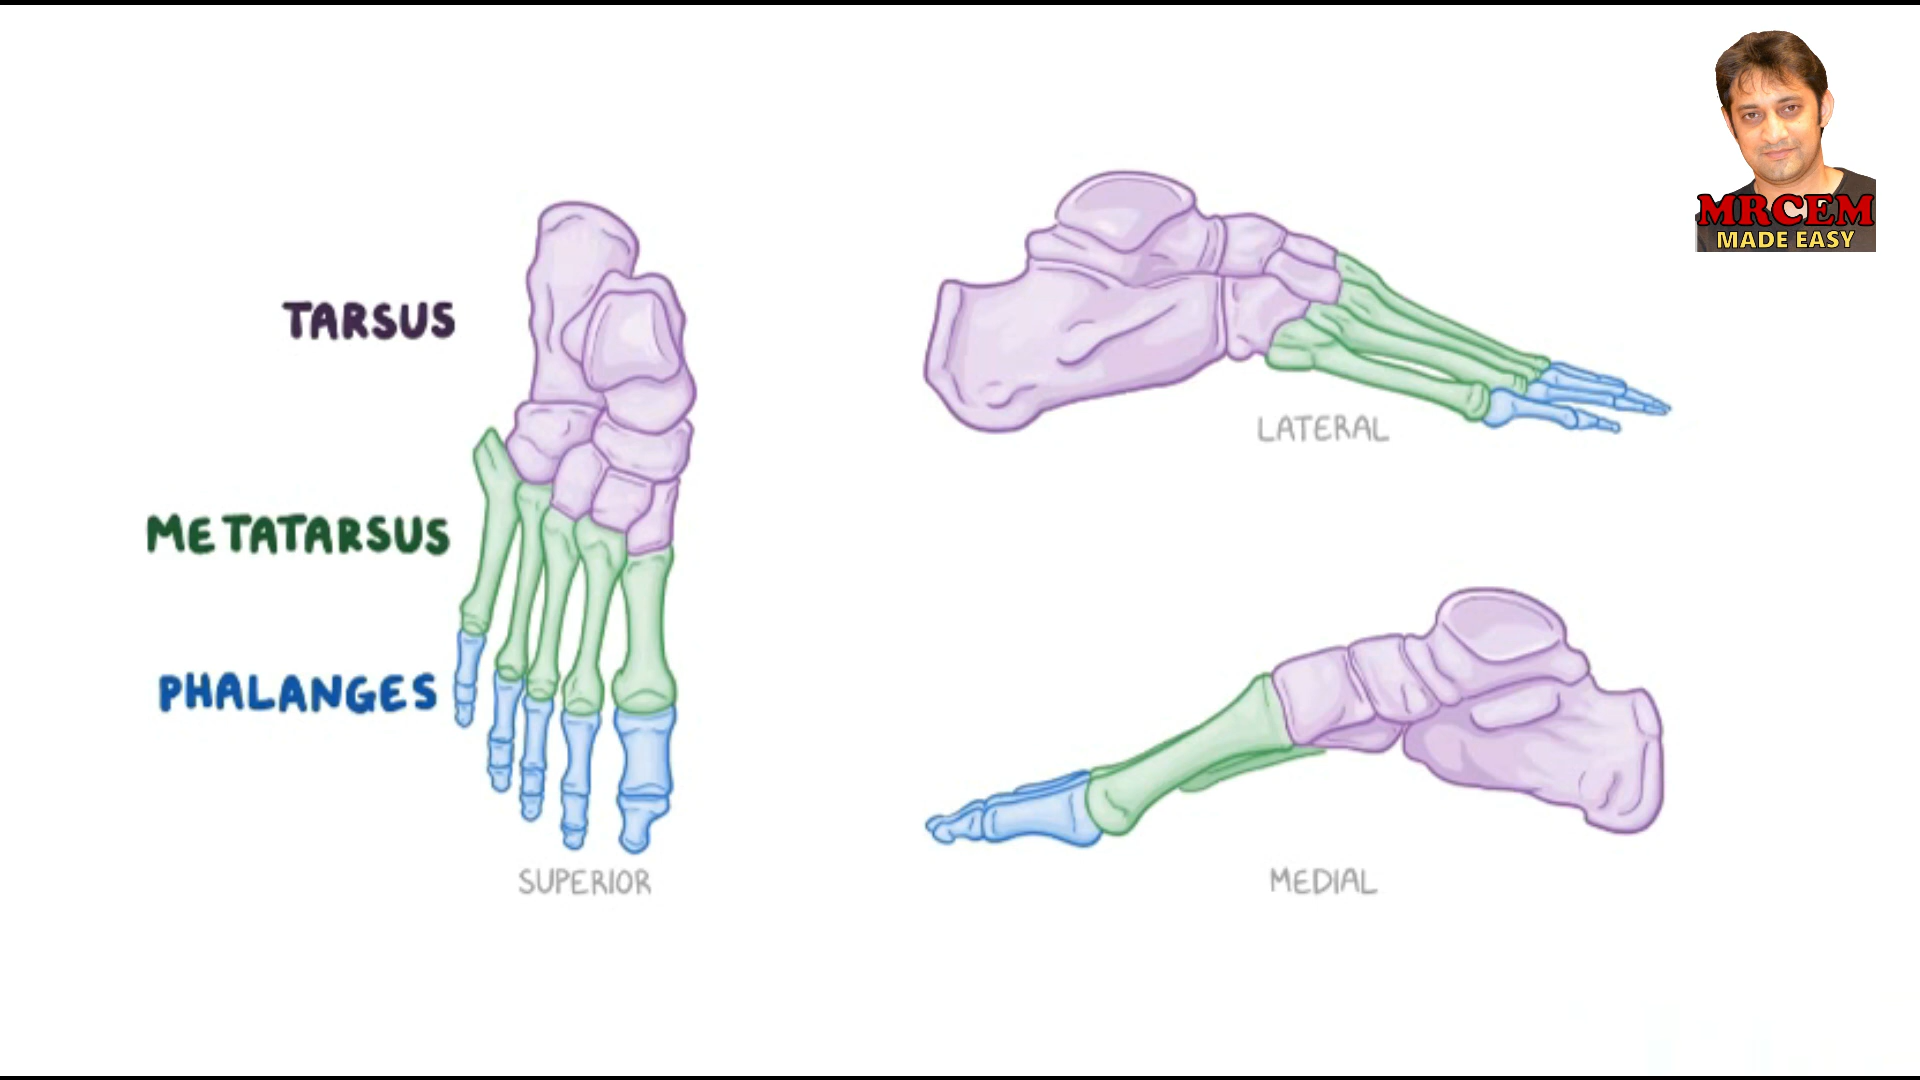 MRCEM
MADE EASY
TARSUS
LATERAL
METATARSUS
PHALANGES
SUPERIOR
MEDIAL